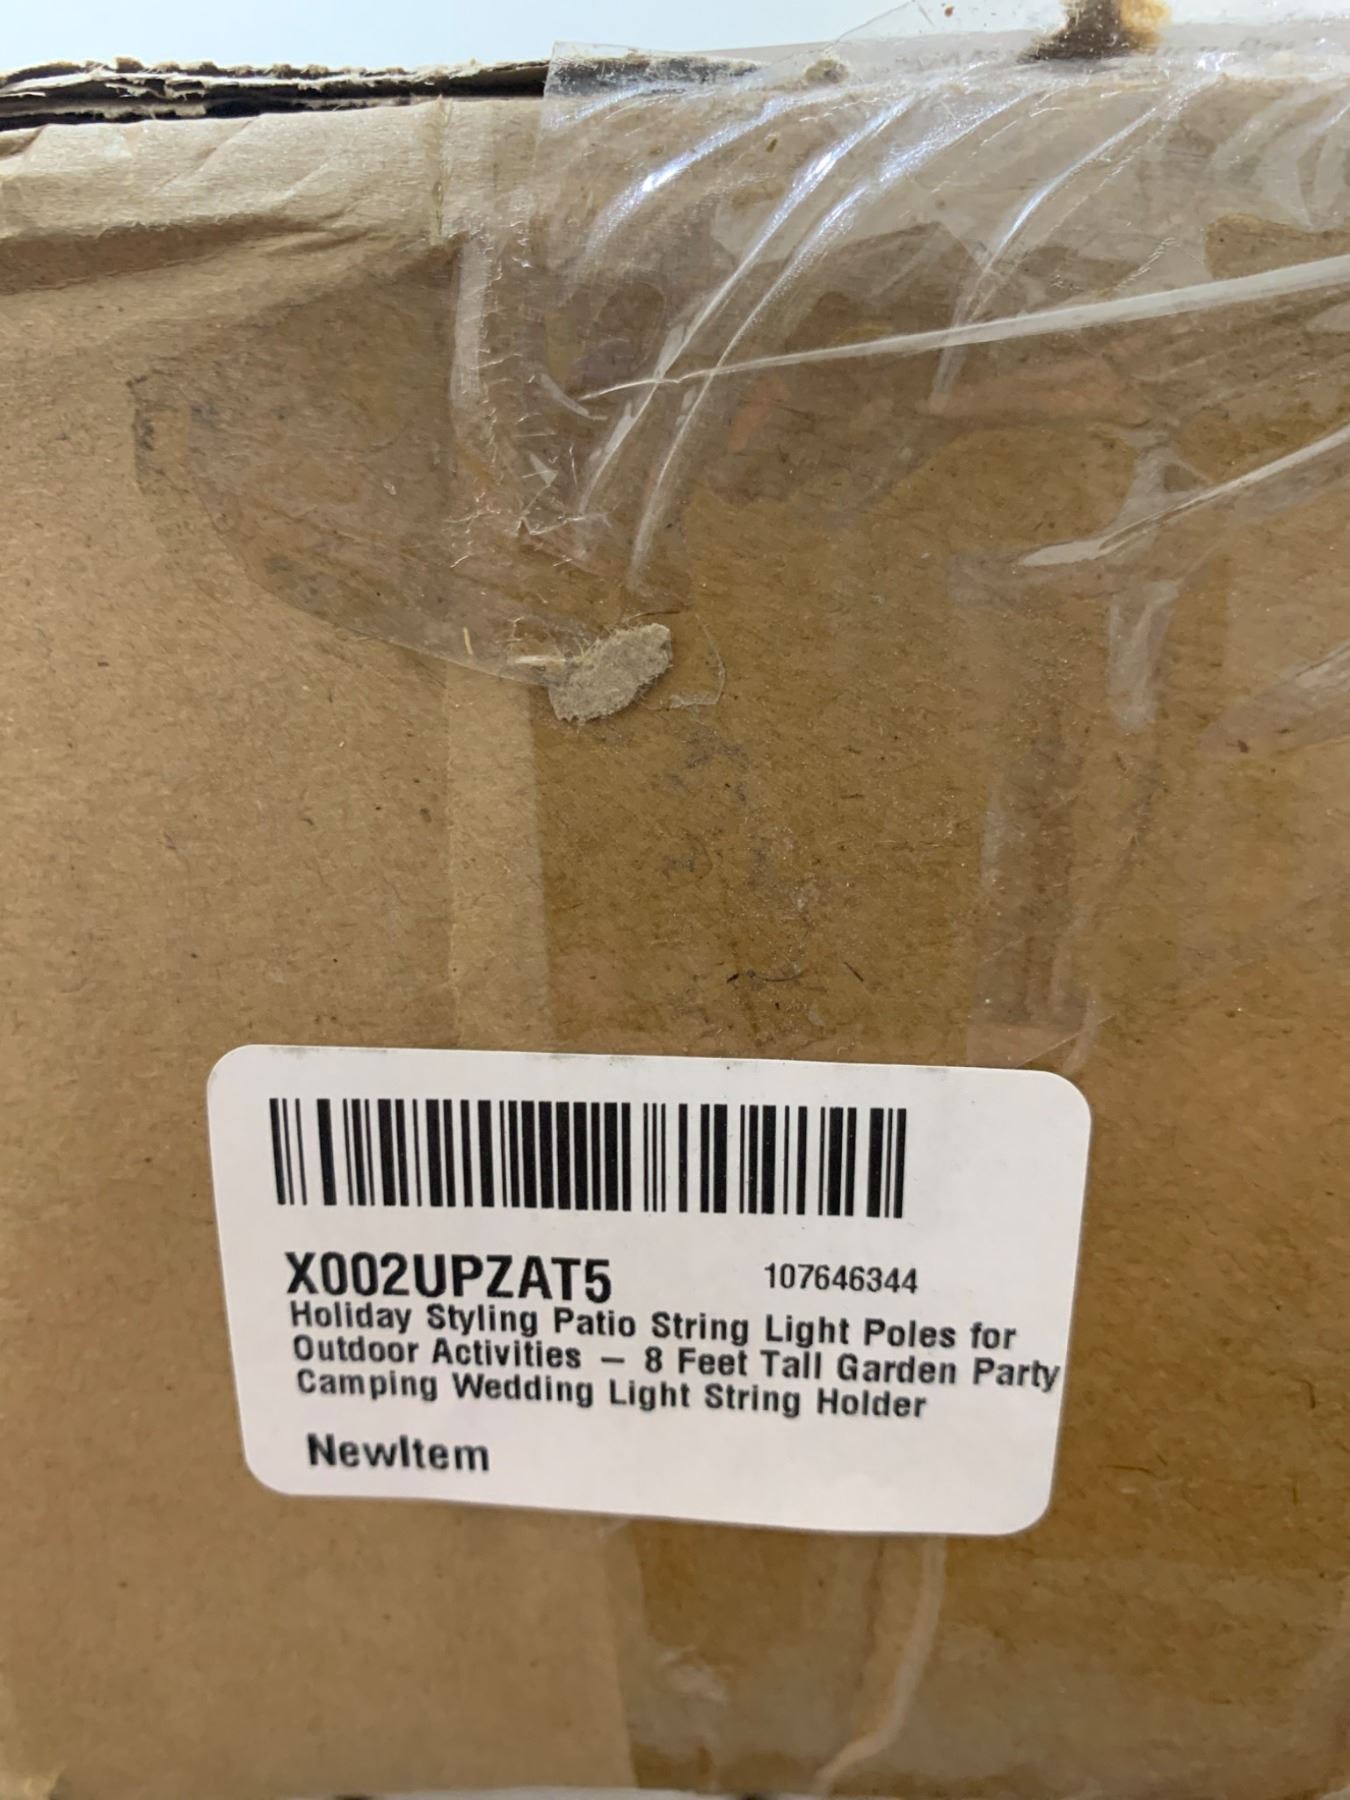 X002UPZAT5 107646344
Holiday Styling Patio String Light Poles for
Outdoor Activities – 8 Feet Tall Garden Party
Camping Wedding Light String Holder
NewItem